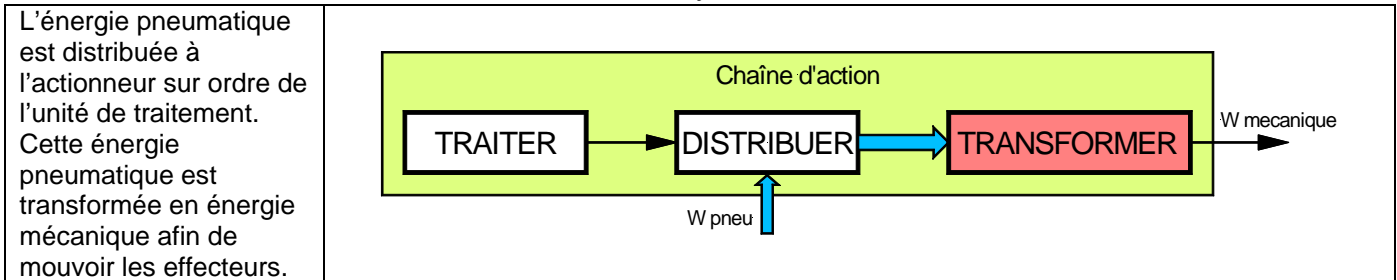 L'énergie pneumatique
est distribuée à
l'actionneur sur ordre de
l'unité de traitement.
Cette énergie
pneumatique est
transformée en énergie
mécanique afin de
mouvoir les effecteurs.
Chaîne d'action
TRAITER
DISTRIBUER
TRANSFORMER
W mecanique
W pneu